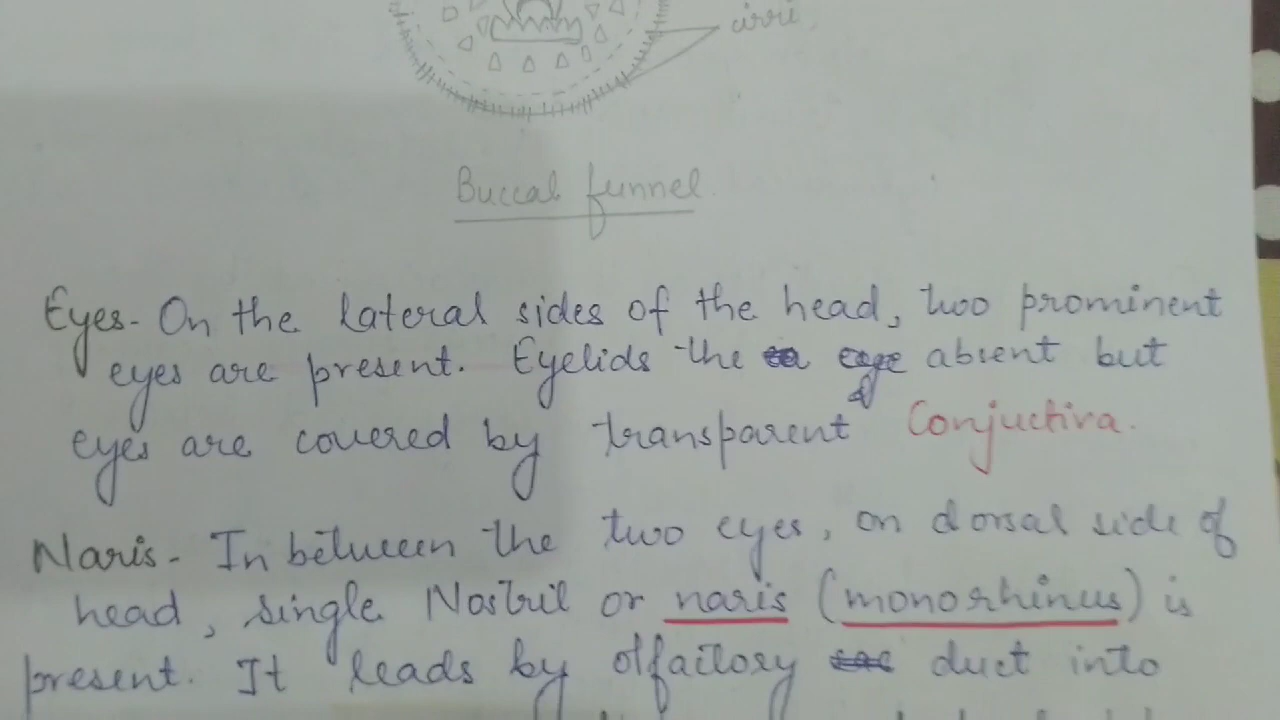 cirri
Buccal funnel.
Eyes- On the lateral sides of the head, two prominent
eyes are present. Eyelids the absent but
eyes are covered by transparent Conjuctiva.
Naris- In between the two eyes, on dorsal side of
head, single Nostril or naris (monorhinus) is
present. It leads by olfactory duct into